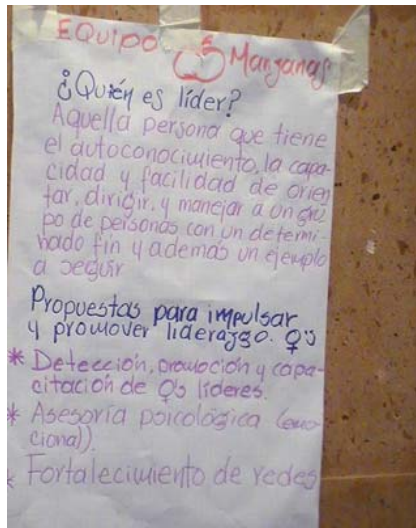 EQUIPO Manzanas
¿Quién es líder?
Aquella persona que tiene
el autoconocimiento, la capa-
cidad y facilidad de orien
tar, dirigir, y manejar a un gru
po de personas con un determi-
nado fin y además un ejemplo
a seguir
Propuestas para impulsar
y promover liderazgo. ♀s
* Detección, promoción y capa-
citación de ♀s líderes.
* Asesoría psicológica (emo-
cional)).
* Fortalecimiento de redes